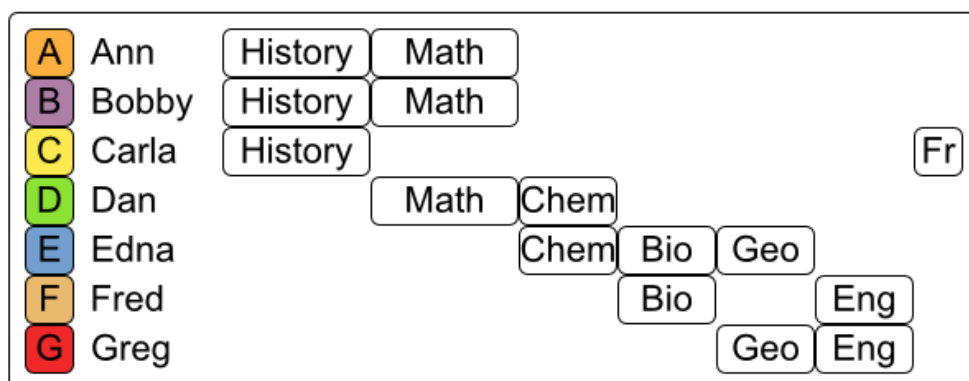 A Ann History Math
B Bobby History Math
C Carla History Fr
D Dan Math Chem
E Edna Chem Bio Geo
F Fred Bio Eng
G Greg Geo Eng